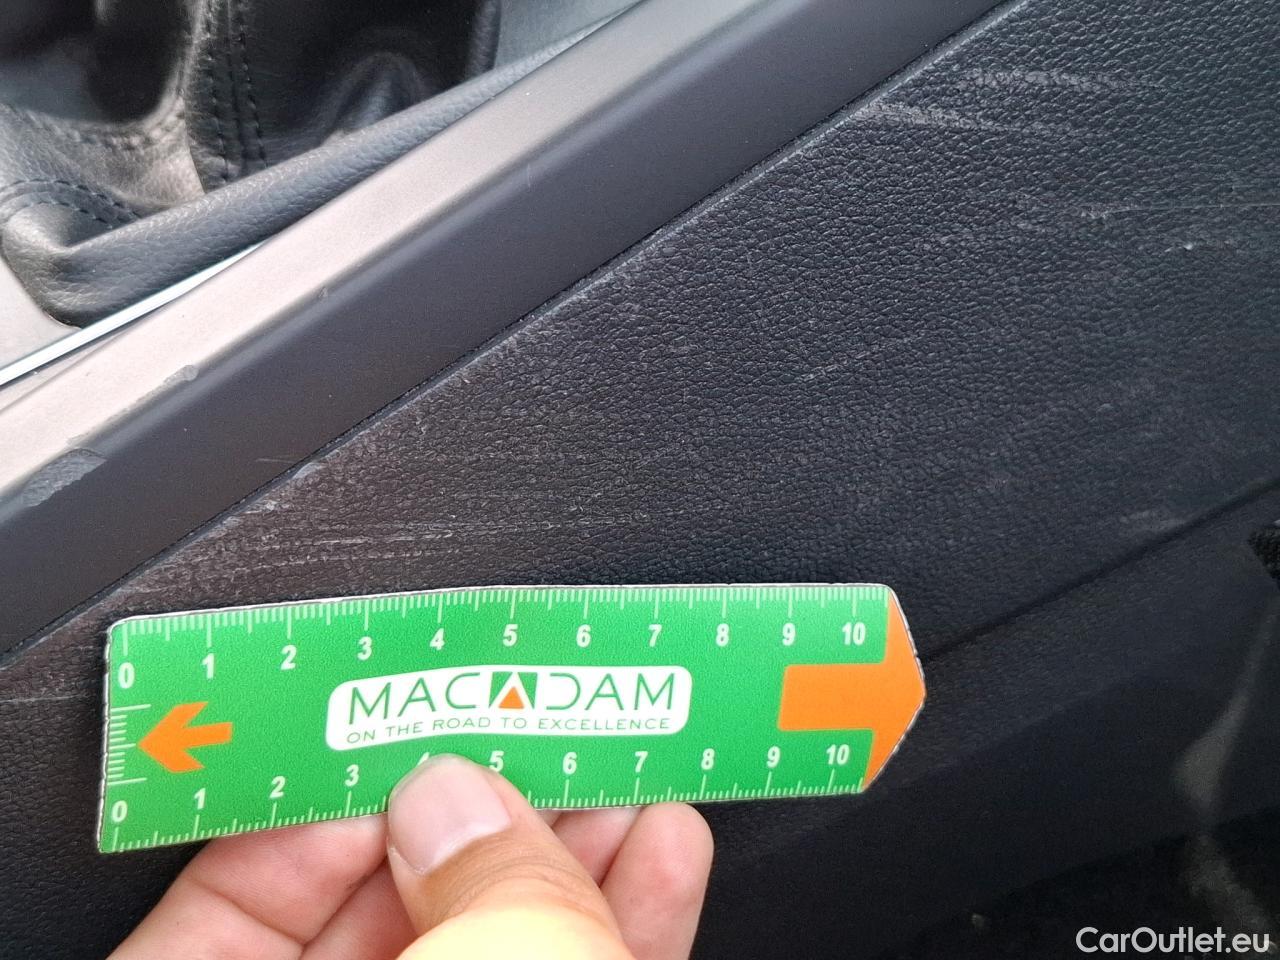 0 1 2 3 4 5 6 7 8 9 10
MACADAM
ON THE ROAD TO EXCELLENCE
0 1 2 3 4 5 6 7 8 9 10
CarOutlet.eu